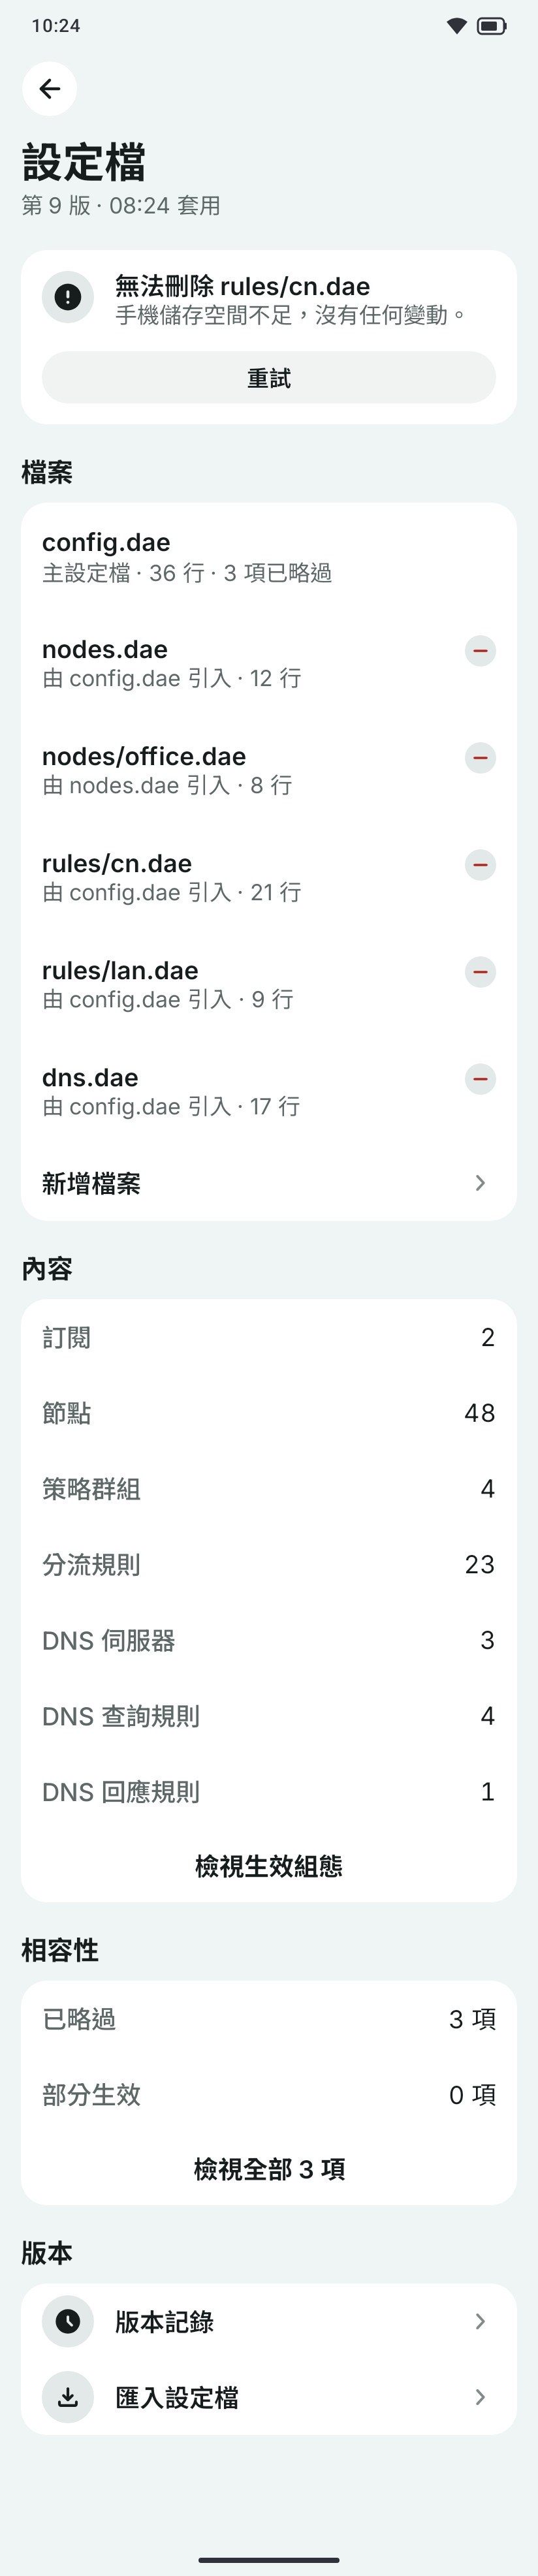 10:24
設定檔
第 9 版 · 08:24 套用
無法刪除 rules/cn.dae
手機儲存空間不足，沒有任何變動。
重試
檔案
config.dae
主設定檔 · 36 行 · 3 項已略過
nodes.dae
由 config.dae 引入 · 12 行
nodes/office.dae
由 nodes.dae 引入 · 8 行
rules/cn.dae
由 config.dae 引入 · 21 行
rules/lan.dae
由 config.dae 引入 · 9 行
dns.dae
由 config.dae 引入 · 17 行
新增檔案
內容
訂閱 2
節點 48
策略群組 4
分流規則 23
DNS 伺服器 3
DNS 查詢規則 4
DNS 回應規則 1
檢視生效組態
相容性
已略過 3 項
部分生效 0 項
檢視全部 3 項
版本
版本記錄
匯入設定檔